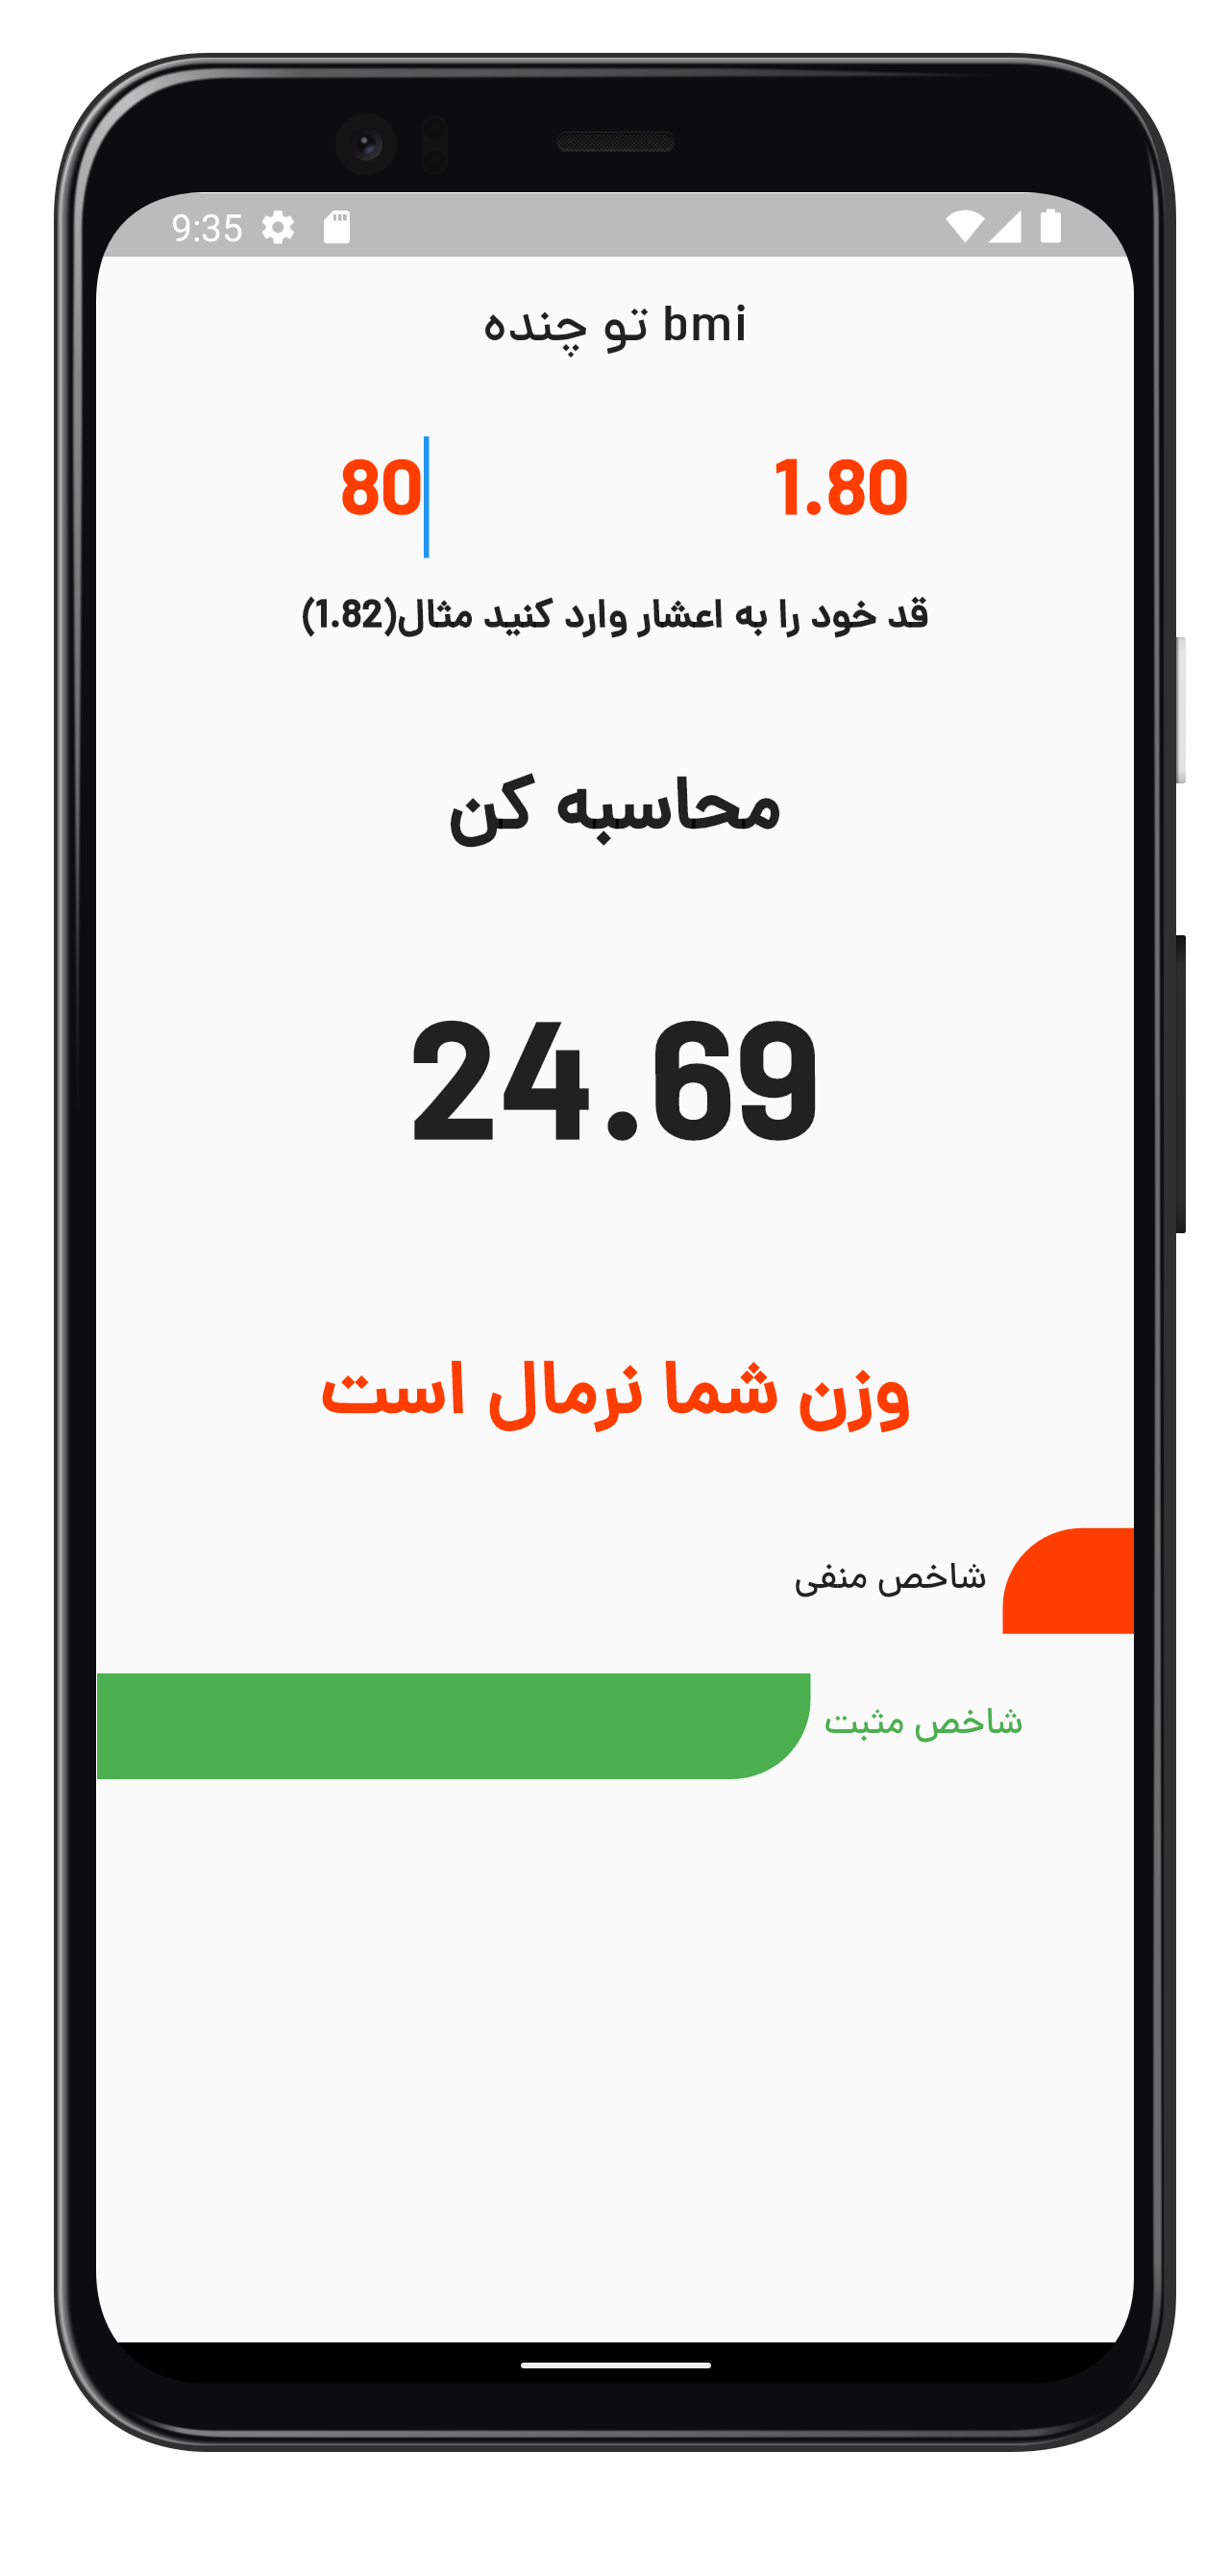 9:35
bmi تو چنده
1.80
80
قد خود را به اعشار وارد کنید مثال(1.82)
محاسبه کن
24.69
وزن شما نرمال است
شاخص منفی
شاخص مثبت